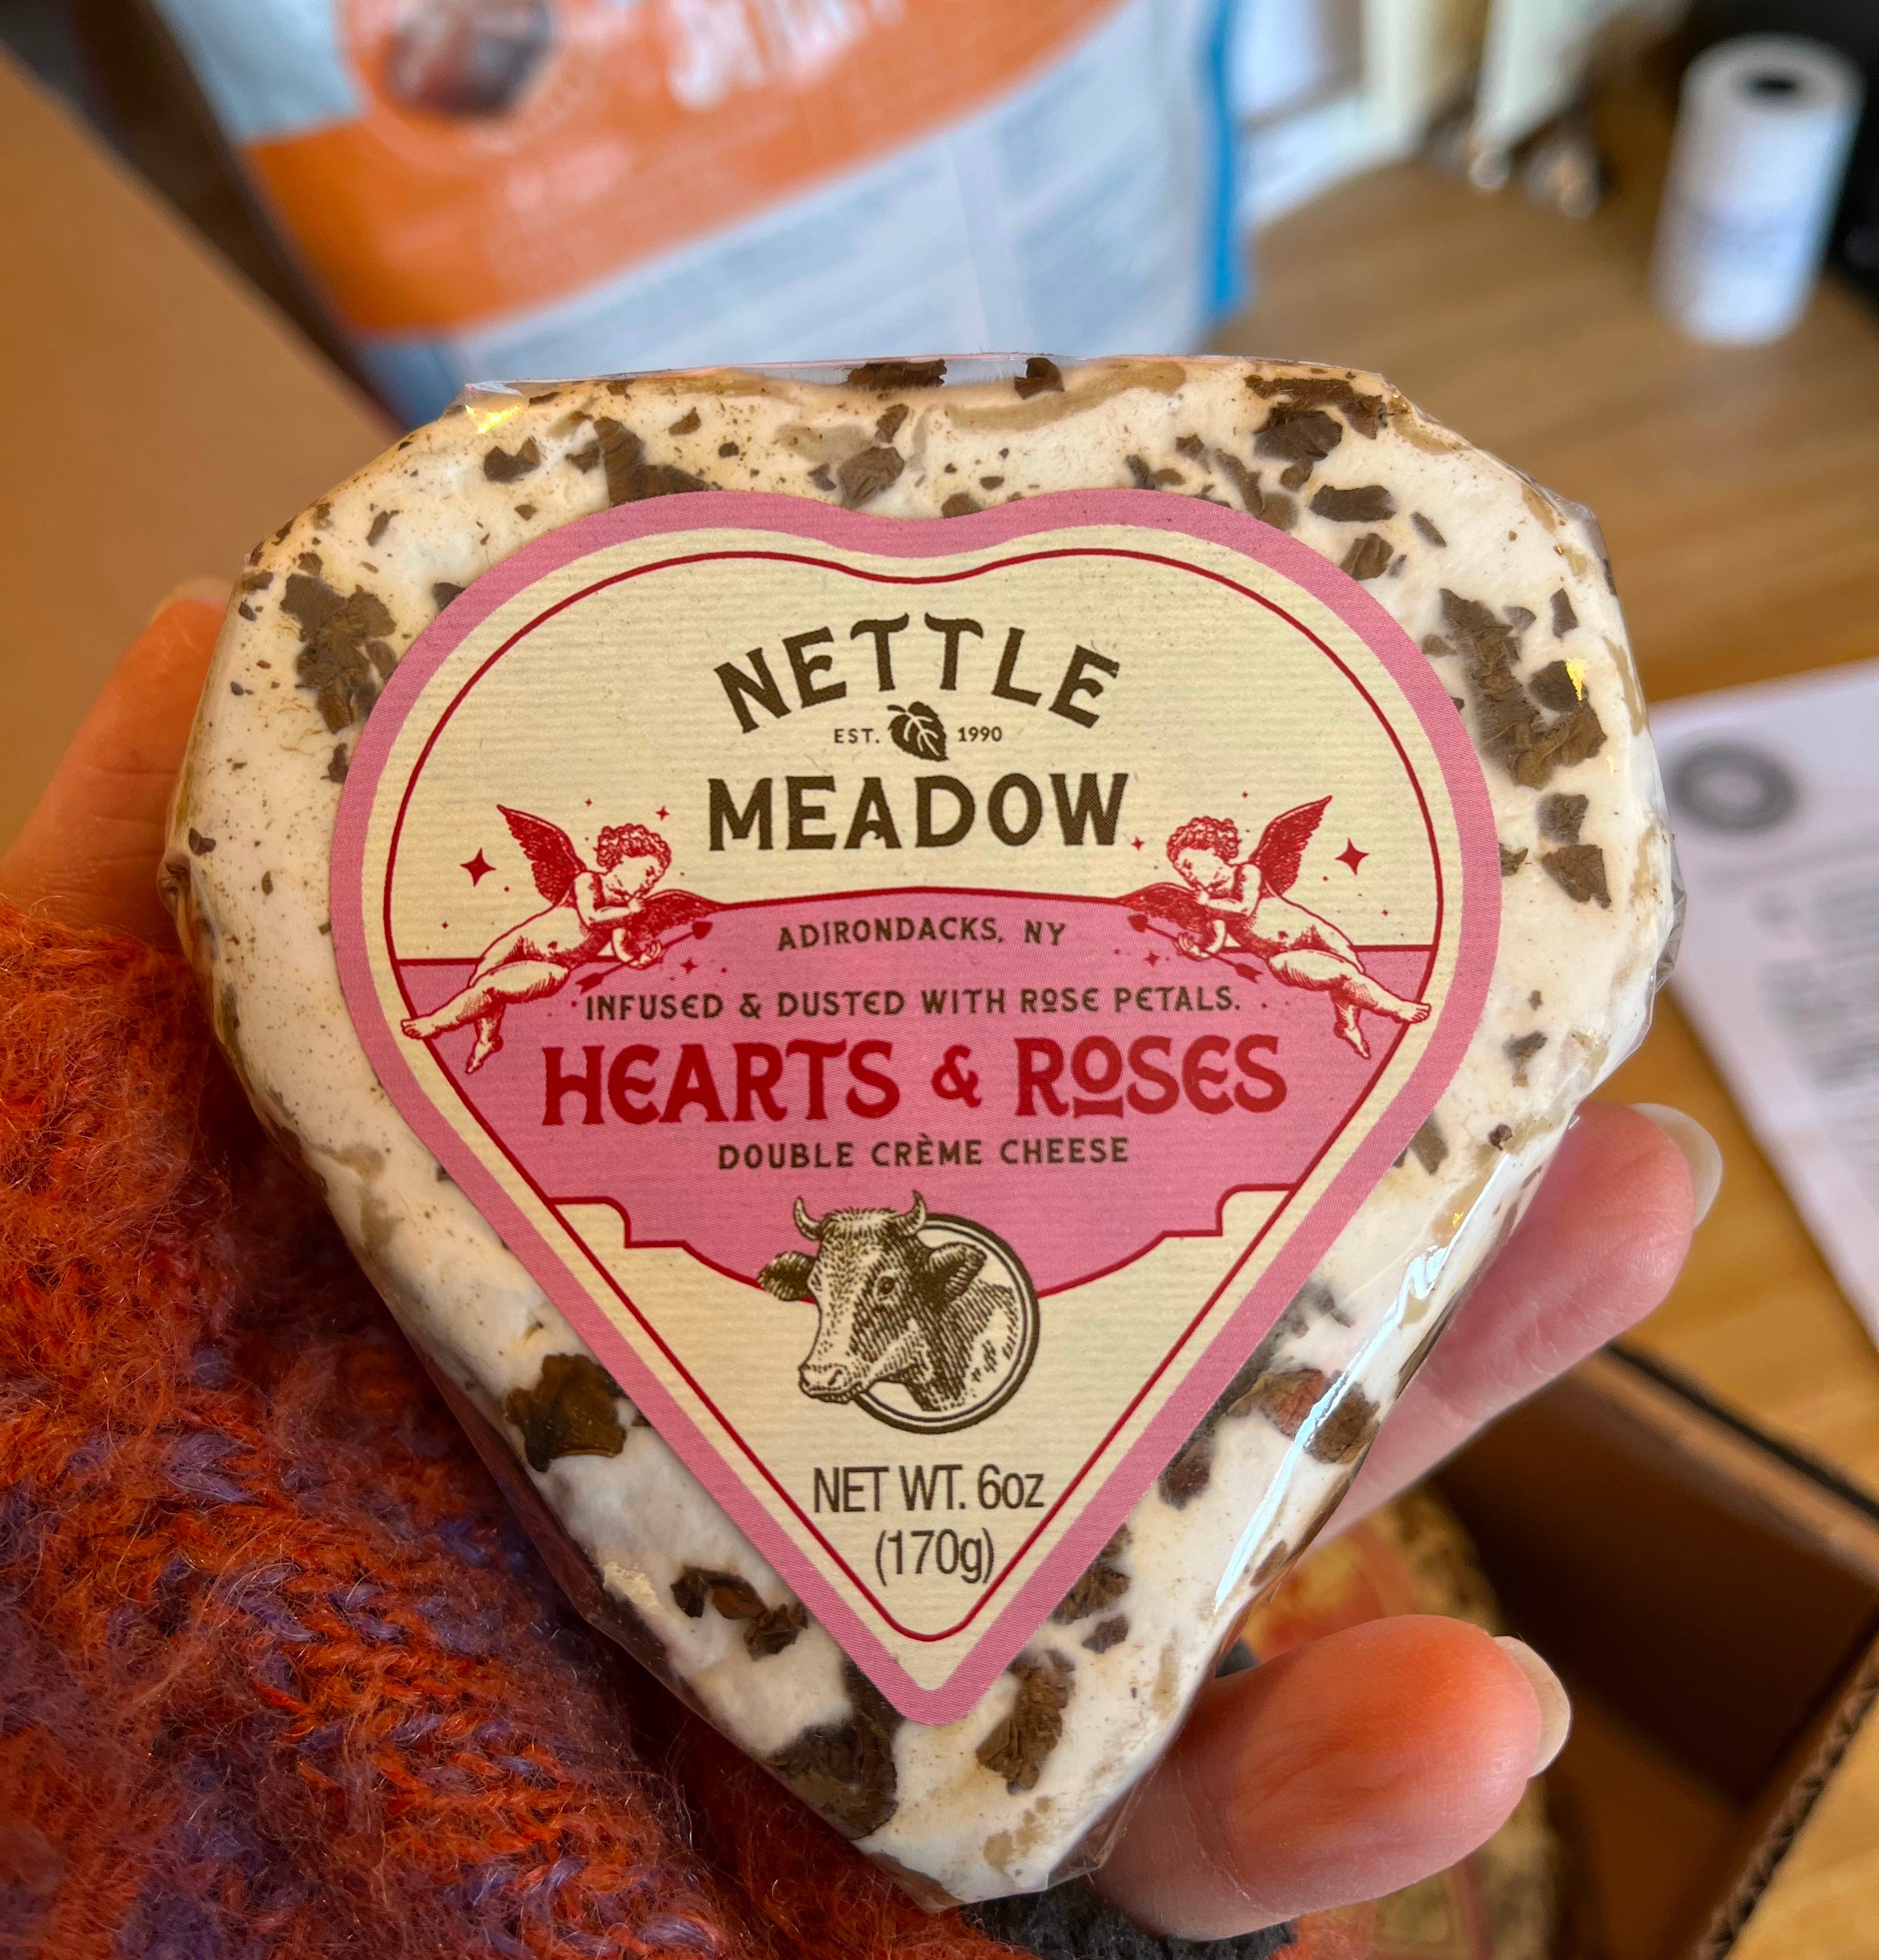 NETTLE
EST. 1990
MEADOW
ADIRONDACKS, NY
INFUSED & DUSTED WITH ROSE PETALS.
HEARTS & ROSES
DOUBLE CRÈME CHEESE
NET WT. 6oz
(170g)